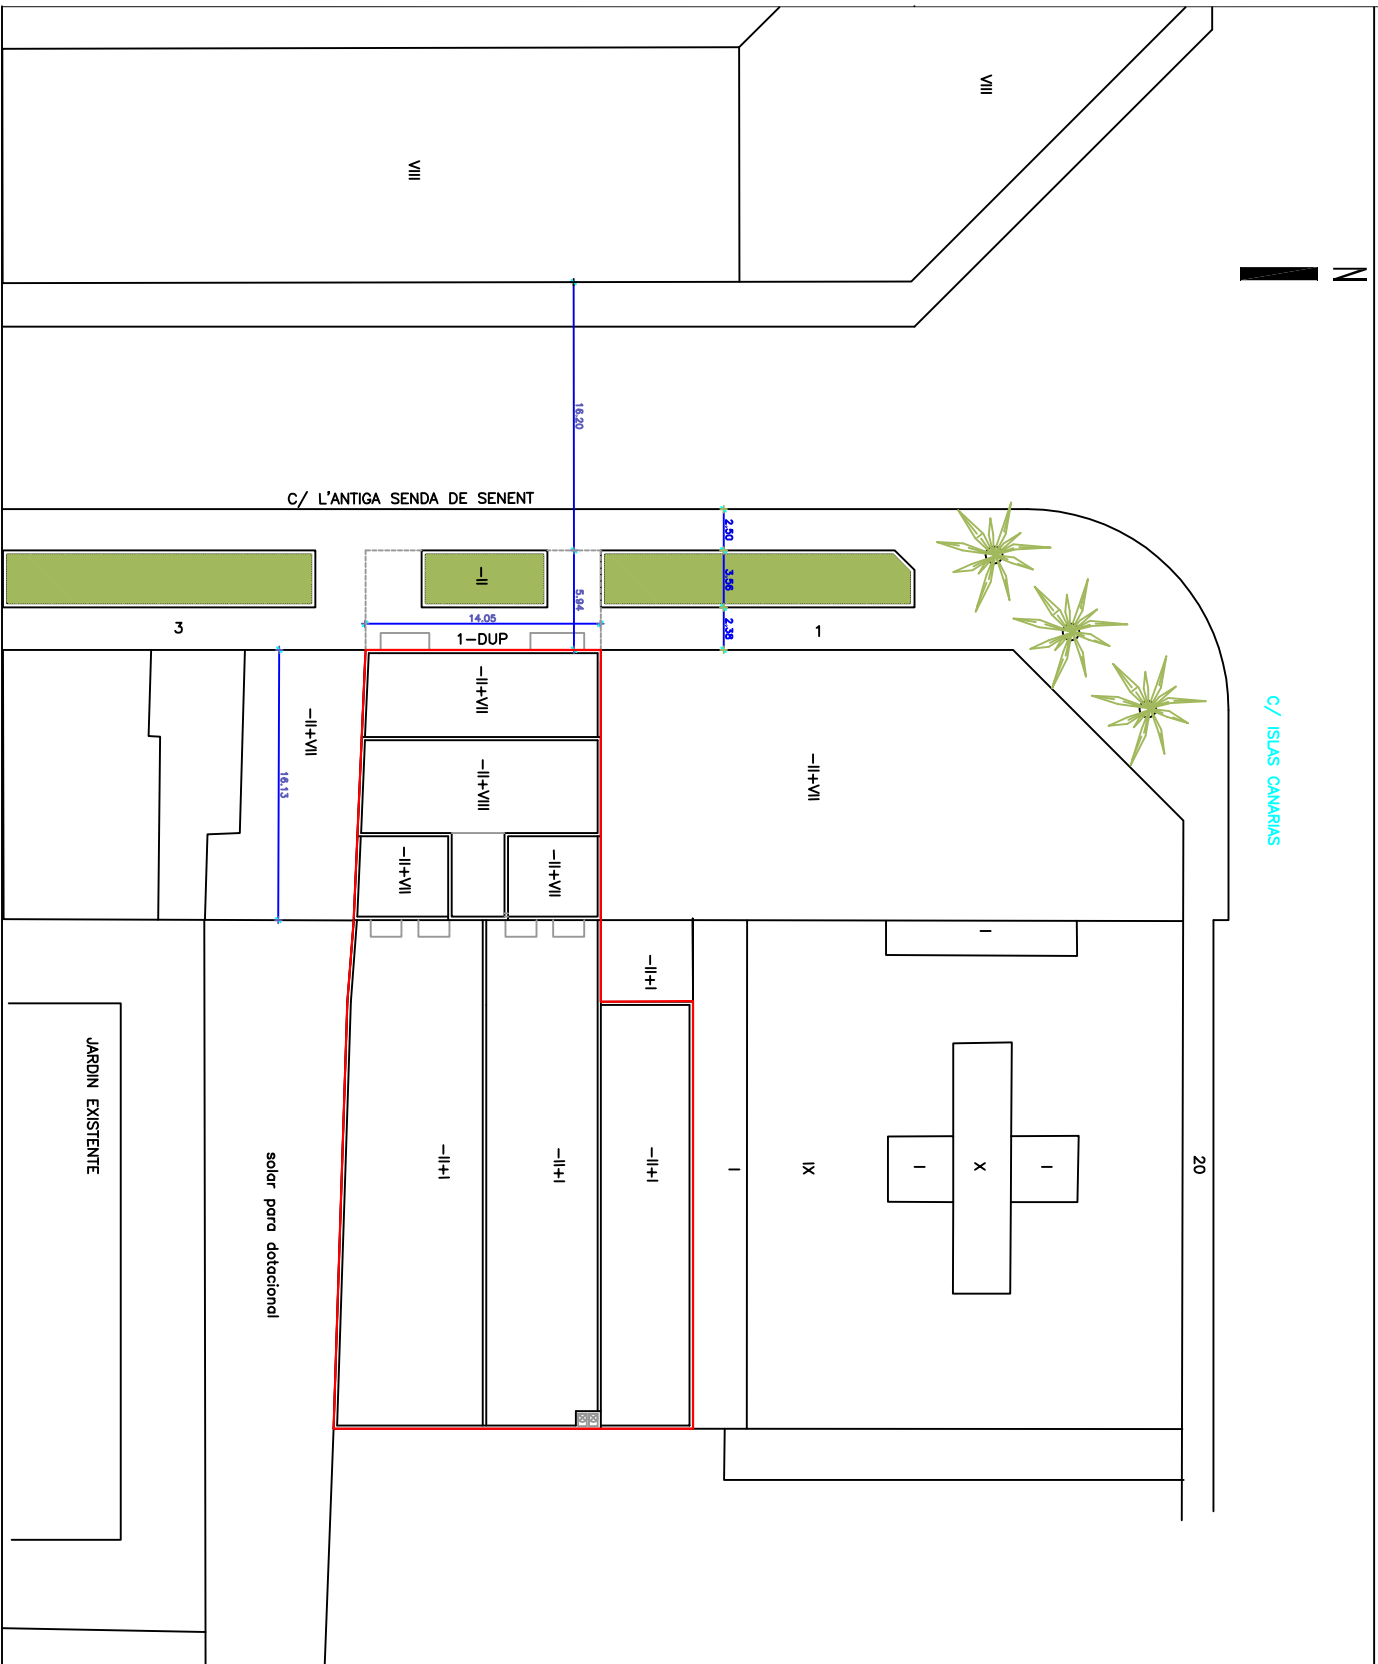 VIII
VIII
N
16.20
C/ L'ANTIGA SENDA DE SENENT
2.50
-II
3.56
5.94
14.05
2.38
3
1-DUP
1
-II+VII
-II+VII
C/ ISLAS CANARIAS
16.13
-II+VIII
-II+VII
-II+VII
-II+VII
I
-II+I
JARDIN EXISTENTE
solar para dotacional
-II+I
-II+I
-II+I
I
IX
I
X
I
20